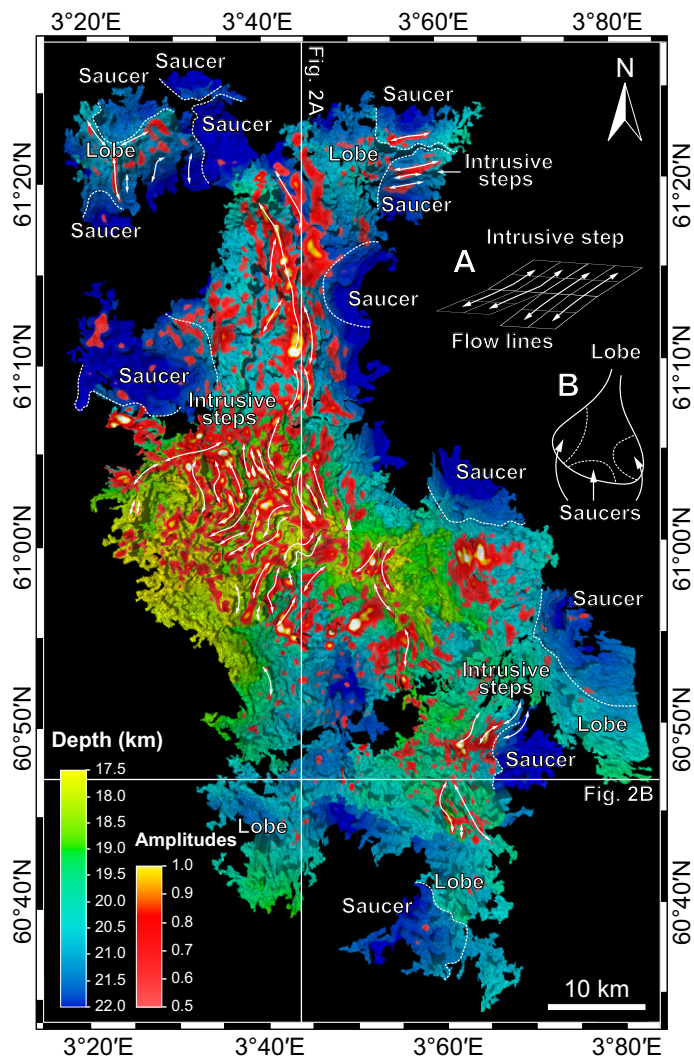 3°20'E
3°40'E
3°60'E
3°80'E
N
Fig. 2A
Saucer
Saucer
Saucer
Saucer
Lobe
Lobe
Intrusive
steps
Saucer
Saucer
61°20'N
61°20'N
Intrusive step
A
Flow lines
Saucer
Saucer
61°10'N
61°10'N
Lobe
B
Saucers
Intrusive
steps
Saucer
61°00'N
61°00'N
Saucer
Intrusive
steps
Lobe
60°50'N
60°50'N
Saucer
Fig. 2B
Depth (km)
17.5
18.0
18.5
19.0
19.5
20.0
20.5
21.0
21.5
22.0
Amplitudes
1.0
0.9
0.8
0.7
0.6
0.5
Lobe
Lobe
Saucer
60°40'N
60°40'N
10 km
3°20'E
3°40'E
3°60'E
3°80'E